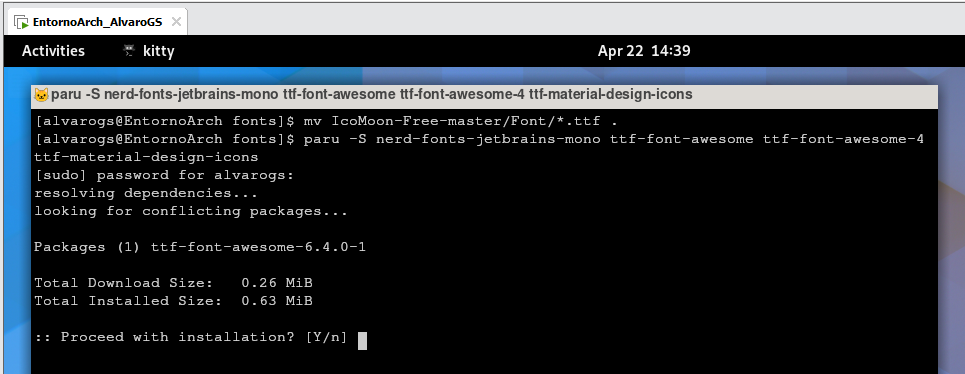 EntornoArch_AlvaroGS
Activities kitty Apr 22 14:39
paru -S nerd-fonts-jetbrains-mono ttf-font-awesome ttf-font-awesome-4 ttf-material-design-icons
[alvarogs@EntornoArch fonts]$ mv IcoMoon-Free-master/Font/*.ttf .
[alvarogs@EntornoArch fonts]$ paru -S nerd-fonts-jetbrains-mono ttf-font-awesome ttf-font-awesome-4
ttf-material-design-icons
[sudo] password for alvarogs:
resolving dependencies...
looking for conflicting packages...
Packages (1) ttf-font-awesome-6.4.0-1
Total Download Size:   0.26 MiB
Total Installed Size:  0.63 MiB
:: Proceed with installation? [Y/n]